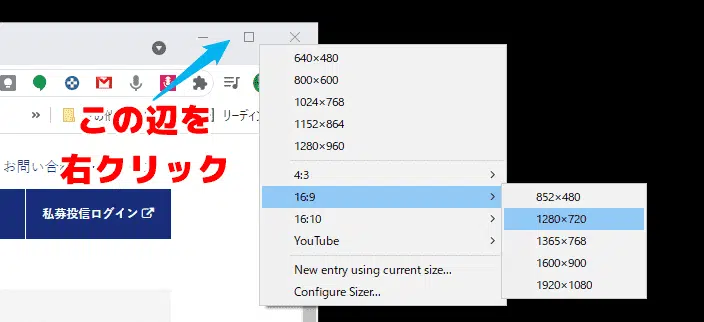 640×480
800×600
1024×768
1152×864
1280×960
4:3
16:9
16:10
YouTube
New entry using current size...
Configure Sizer...
852×480
1280×720
1365×768
1600×900
1920×1080
»
この辺を
右クリック
】リーディン
お問い合
私募投信ログイン